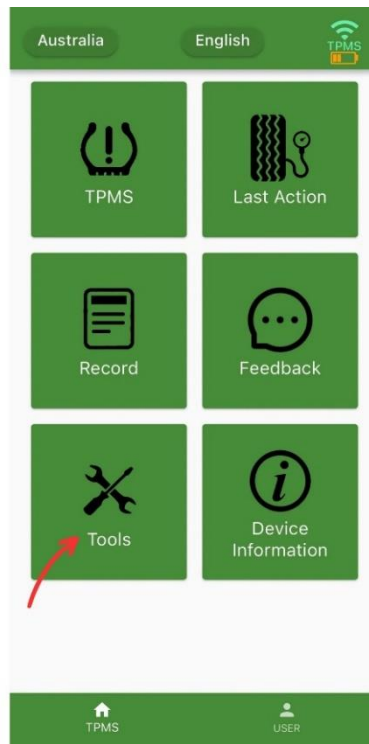 Australia English TPMS
TPMS Last Action
Record Feedback
Tools Device
Information
TPMS USER